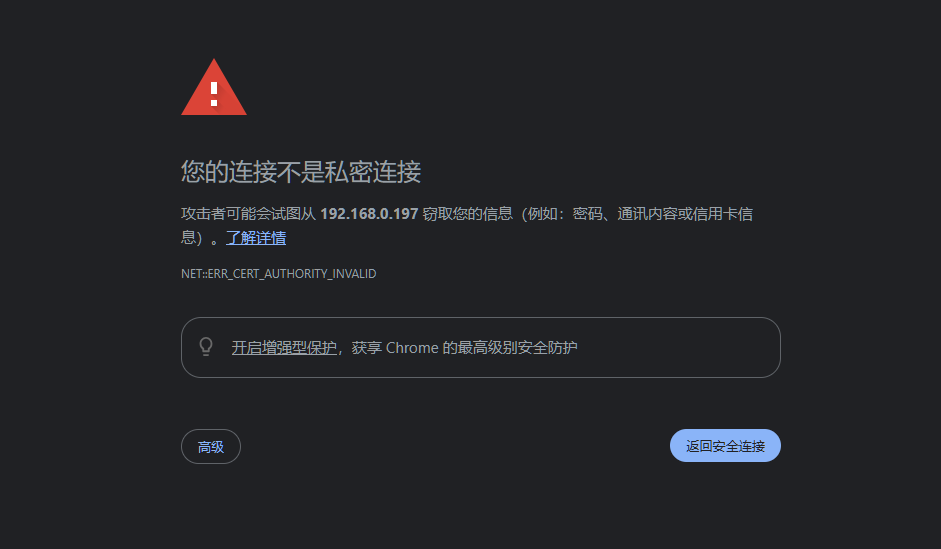 您的连接不是私密连接
攻击者可能会试图从 192.168.0.197 窃取您的信息（例如：密码、通讯内容或信用卡信
息）。了解详情
NET::ERR_CERT_AUTHORITY_INVALID
开启增强型保护，获享 Chrome 的最高级别安全防护
高级
返回安全连接